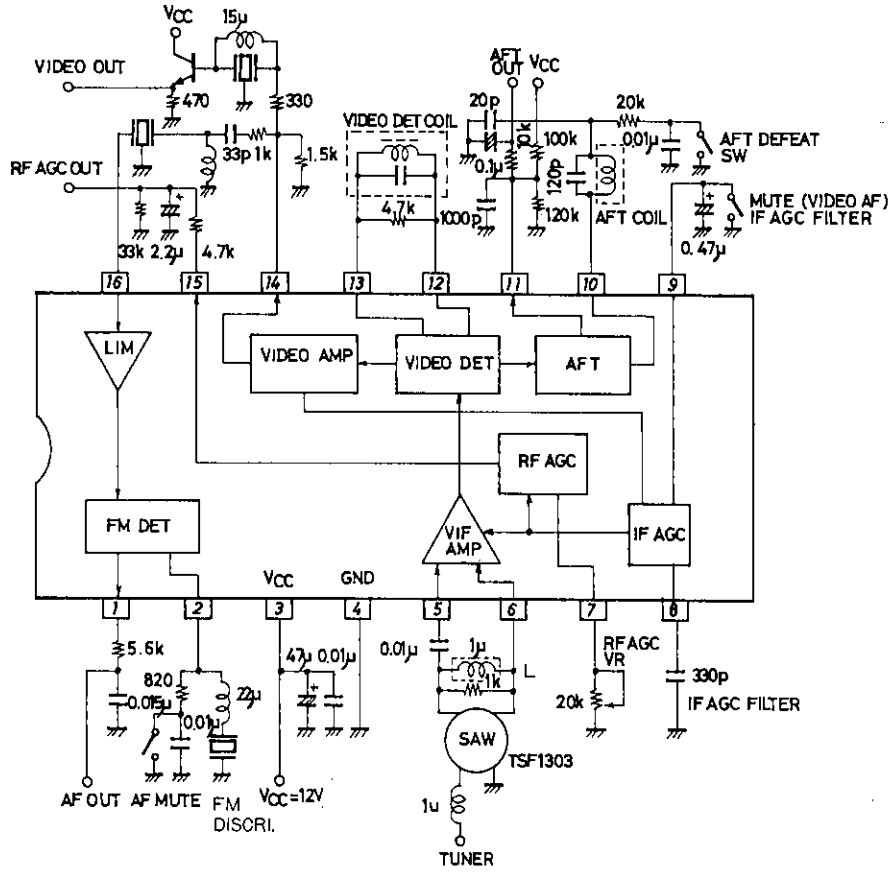 VCC
15μ
VIDEO OUT
470
330
33p 1k
1.5k
RF AGC OUT
33k
2.2μ
4.7k
VIDEO DET COIL
4.7k
AFT
OUT
VCC
20p
0.1μ
10k
100k
1000p
120k
120p
AFT COIL
20k
0.01μ
AFT DEFEAT
SW
MUTE (VIDEO AF)
IF AGC FILTER
0.47μ
16
15
14
13
12
11
10
9
LIM
VIDEO AMP
VIDEO DET
AFT
RF AGC
FM DET
VIF
AMP
IF AGC
VCC
GND
1
2
3
4
5
6
7
8
5.6k
820
0.015μ
0.01μ
22μ
47μ
0.01μ
0.01μ
1μ
1k
L
SAW
TSF1303
RF AGC
VR
20k
330p
IF AGC FILTER
AF OUT
AF MUTE
FM
DISCRI.
VCC=12V
1μ
TUNER